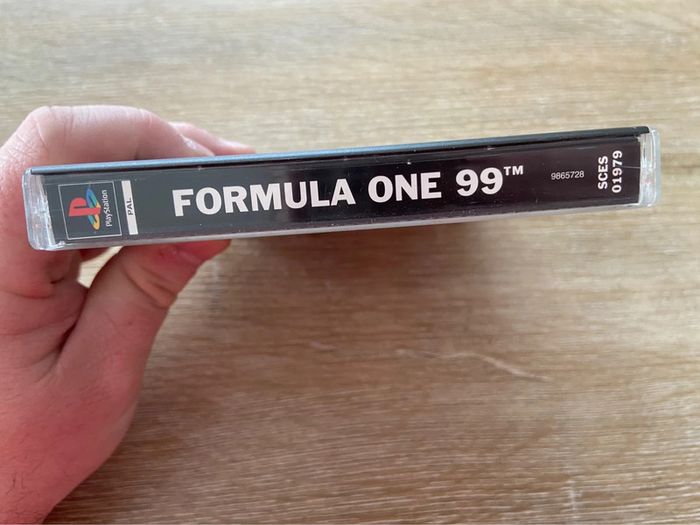 PlayStation
PAL
FORMULA ONE 99™
9865728
SCES
01979